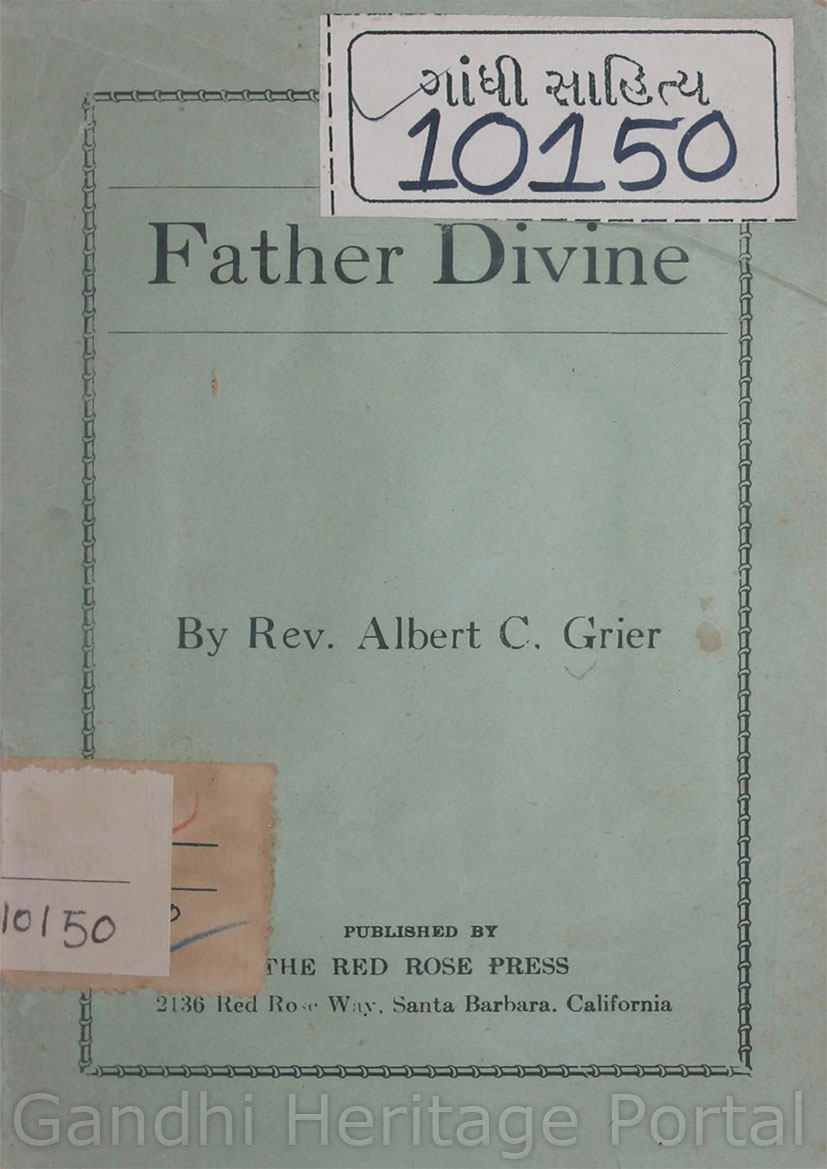 ગાંધી સાહિત્ય
10150
Father Divine
By Rev. Albert C. Grier
10150
PUBLISHED BY
THE RED ROSE PRESS
2136 Red Rose Way, Santa Barbara. California
Gandhi Heritage Portal